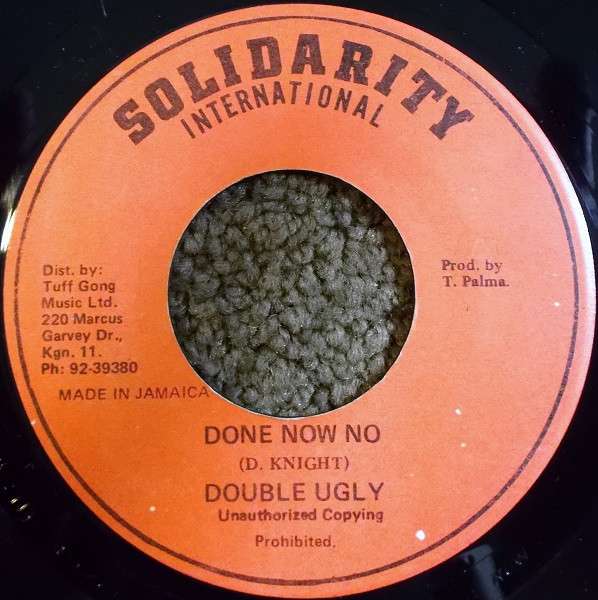 SOLIDARITY
INTERNATIONAL
Dist. by:
Tuff Gong
Music Ltd.
220 Marcus
Garvey Dr.,
Kgn. 11.
Ph: 92-39380
MADE IN JAMAICA
Prod. by
T. Palma.
DONE NOW NO
(D. KNIGHT)
DOUBLE UGLY
Unauthorized Copying
Prohibited.